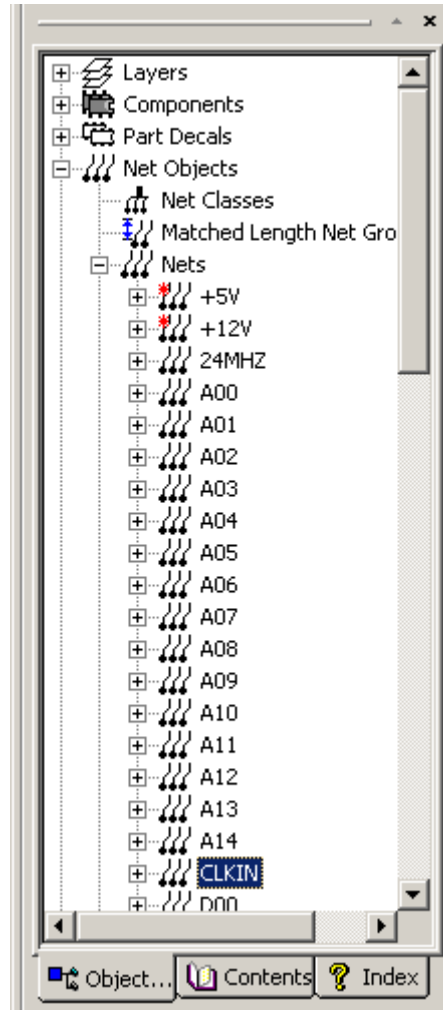 Layers
Components
Part Decals
Net Objects
Net Classes
Matched Length Net Gro
Nets
+5V
+12V
24MHZ
A00
A01
A02
A03
A04
A05
A06
A07
A08
A09
A10
A11
A12
A13
A14
CLKIN
D00
Object... Contents Index